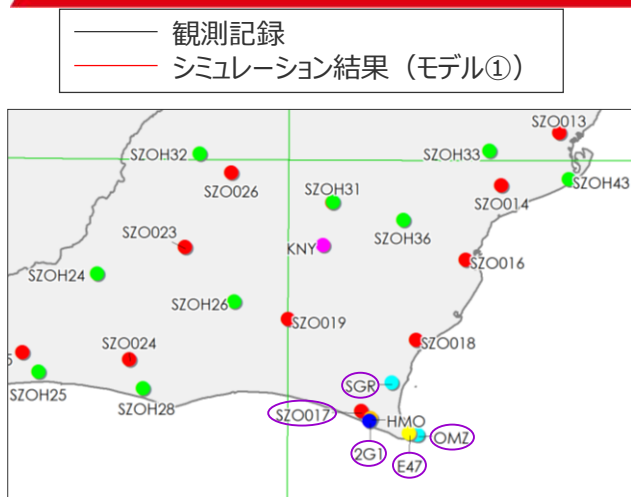 観測記録
シミュレーション結果（モデル①）
SZO013
SZOH32
SZOH33
SZO026
SZOH43
SZOH31
SZO014
SZO023
SZOH36
KNY
SZO016
SZOH24
SZOH26
SZO019
SZO018
5
SZO024
SGR
SZOH25
SZOH28
SZO017
HMO
OMZ
2G1
E47